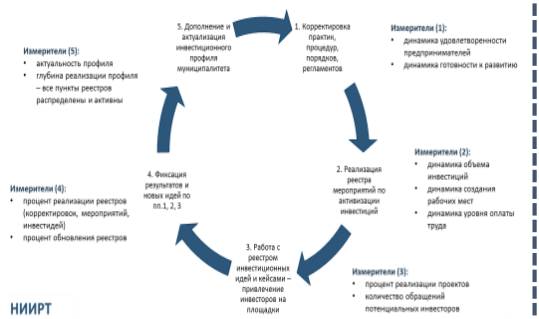 1. Корректировка
практик,
процедур,
порядков,
регламентов
Измерители (1):
• динамика удовлетворенности
предпринимателей
• динамика готовности к развитию
2. Реализация
реестра
мероприятий по
активизации
инвестиций
Измерители (2):
• динамика объема
инвестиций
• динамика создания
рабочих мест
• динамика уровня оплаты
труда
3. Работа с
реестром
инвестиционных
идей и кейсами –
привлечение
инвесторов на
площадки
Измерители (3):
• процент реализации проектов
• количество обращений
потенциальных инвесторов
4. Фиксация
результатов и
новых идей по
пп.1, 2, 3
Измерители (4):
• процент реализации реестров
(корректировок, мероприятий,
инвестидей)
• процент обновления реестров
5. Дополнение и
актуализация
инвестиционного
профиля
муниципалитета
Измерители (5):
• актуальность профиля
• глубина реализации профиля
– все пункты реестров
распределены и активны
НИИРТ